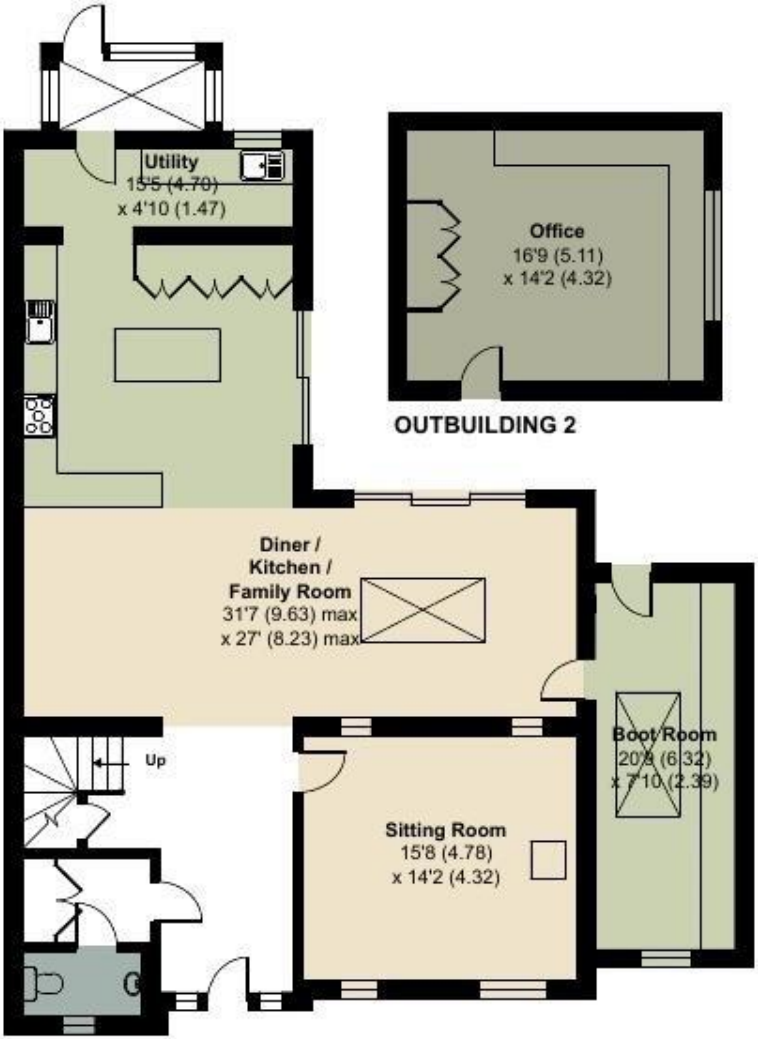 Utility
15'5 (4.70)
x 4'10 (1.47)
Office
16'9 (5.11)
x 14'2 (4.32)
OUTBUILDING 2
Diner /
Kitchen /
Family Room
31'7 (9.63) max
x 27' (8.23) max
Up
Boot Room
20'9 (6.32)
x 7'10 (2.39)
Sitting Room
15'8 (4.78)
x 14'2 (4.32)